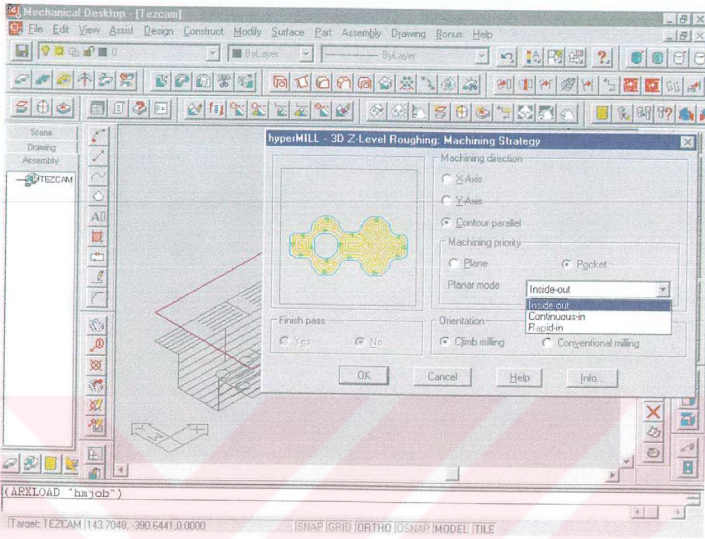 Mechanical Desktop - [Tezcam]
File Edit View Assist Design Construct Modify Surface Part Assembly Drawing Bonus Help
0
ByLayer
ByLayer
Scene
Drawing
Assembly
TEZCAM
hyperMILL - 3D Z-Level Roughing: Machining Strategy
Machining direction
X-Axis
Y-Axis
Contour parallel
Machining priority
Plane
Pocket
Planar mode
Inside-out
Inside-out
Continuous-in
Rapid-in
Finish pass
Yes
No
Orientation
Climb milling
Conventional milling
OK
Cancel
Help
Info...
(ARXLOAD "hmjob")
Target: TEZCAM 143.7048, -390.6441,0.0000
SNAP GRID ORTHO OSNAP MODEL TILE